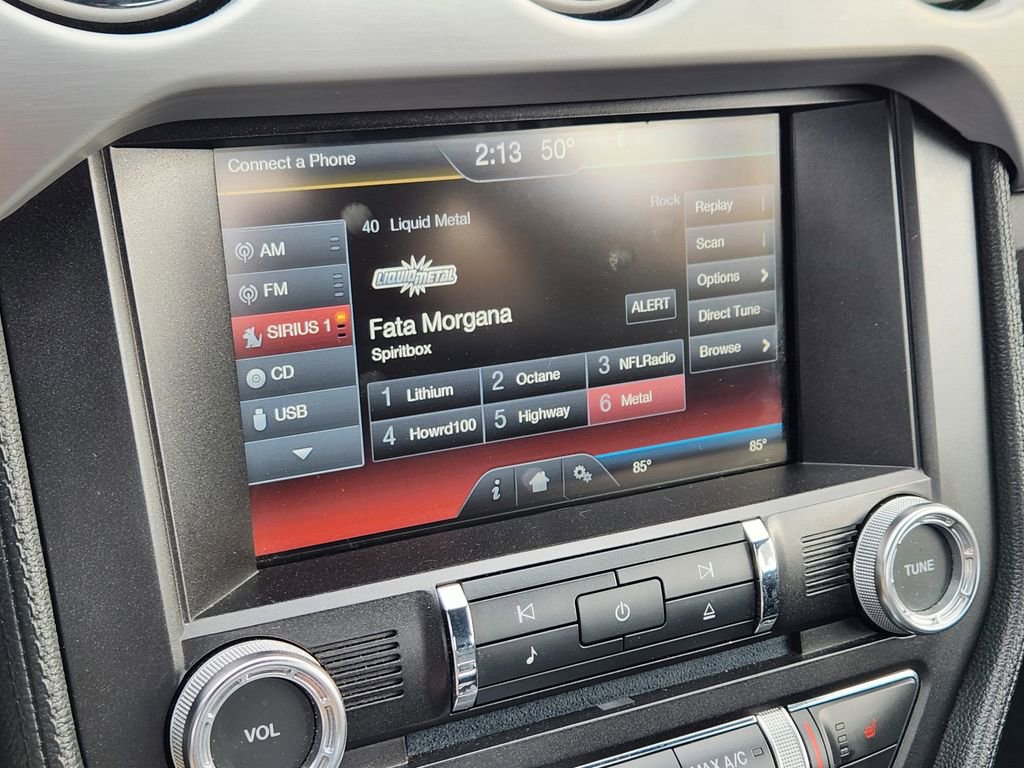 Connect a Phone
2:13 50° E
40 Liquid Metal
Rock
LIQUID METAL
Fata Morgana
Spiritbox
ALERT
AM
FM
SIRIUS 1
CD
USB
Replay
Scan
Options
Direct Tune
Browse
1 Lithium
2 Octane
3 NFLRadio
4 Howrd100
5 Highway
6 Metal
i
85°
85°
VOL
TUNE
MAX A/C